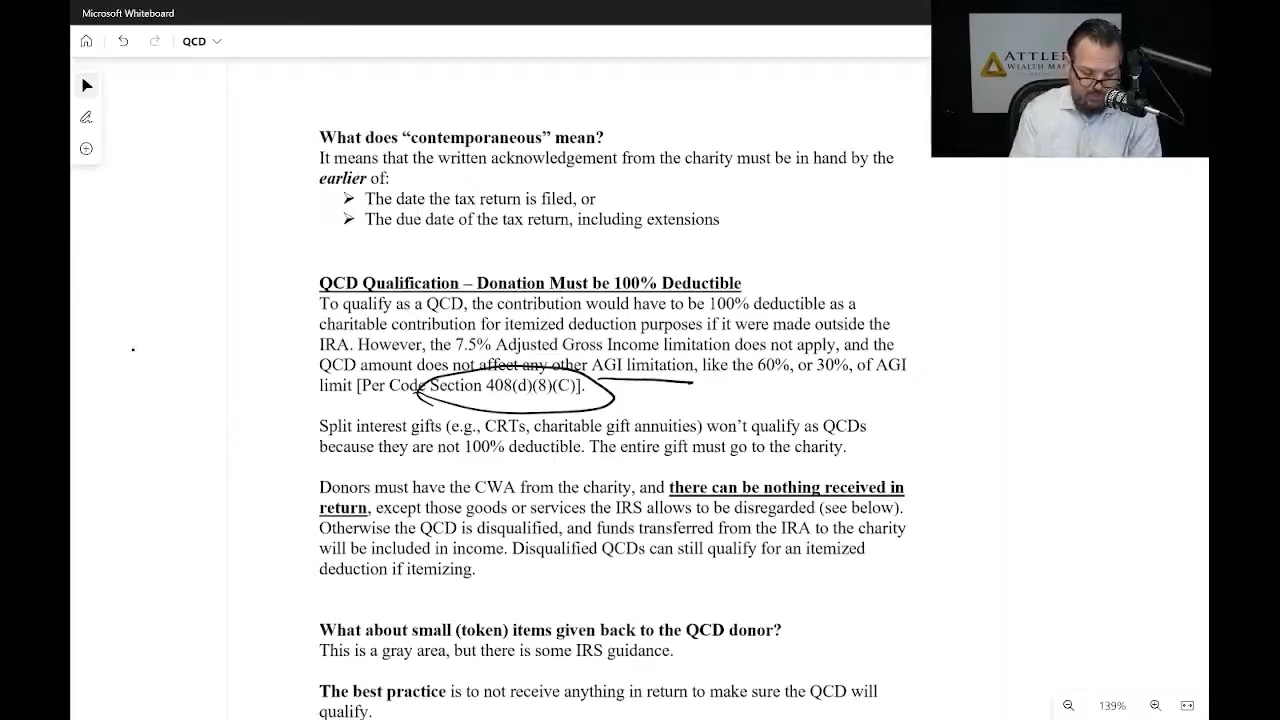 Microsoft Whiteboard
QCD
What does “contemporaneous” mean?
It means that the written acknowledgement from the charity must be in hand by the
earlier of:
➢ The date the tax return is filed, or
➢ The due date of the tax return, including extensions
QCD Qualification – Donation Must be 100% Deductible
To qualify as a QCD, the contribution would have to be 100% deductible as a
charitable contribution for itemized deduction purposes if it were made outside the
IRA. However, the 7.5% Adjusted Gross Income limitation does not apply, and the
QCD amount does not affect any other AGI limitation, like the 60%, or 30%, of AGI
limit [Per Code Section 408(d)(8)(C)].
Split interest gifts (e.g., CRTs, charitable gift annuities) won’t qualify as QCDs
because they are not 100% deductible. The entire gift must go to the charity.
Donors must have the CWA from the charity, and there can be nothing received in
return, except those goods or services the IRS allows to be disregarded (see below).
Otherwise the QCD is disqualified, and funds transferred from the IRA to the charity
will be included in income. Disqualified QCDs can still qualify for an itemized
deduction if itemizing.
What about small (token) items given back to the QCD donor?
This is a gray area, but there is some IRS guidance.
The best practice is to not receive anything in return to make sure the QCD will
qualify.
139%